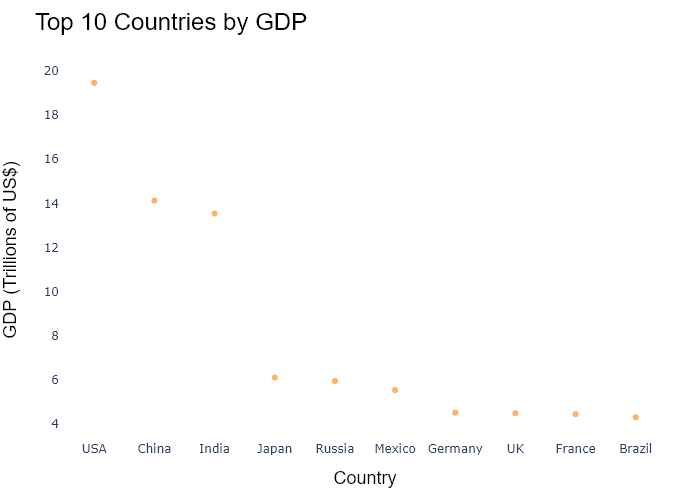 Top 10 Countries by GDP
GDP (Trillions of US$)
20
18
16
14
12
10
8
6
4
USA China India Japan Russia Mexico Germany UK France Brazil
Country